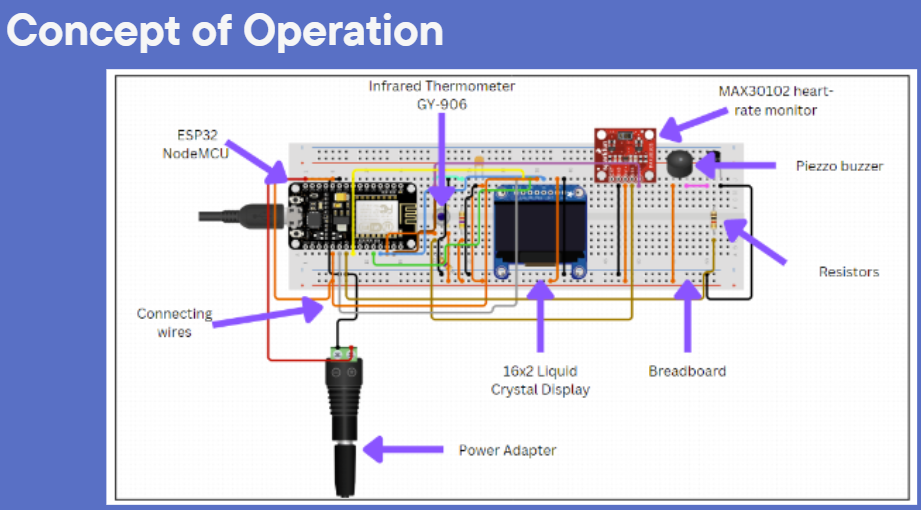 Concept of Operation
Infrared Thermometer
GY-906
MAX30102 heart-
rate monitor
ESP32
NodeMCU
Piezzo buzzer
Resistors
Connecting
wires
16x2 Liquid
Crystal Display
Breadboard
Power Adapter